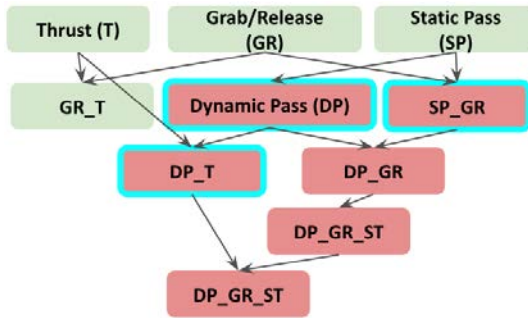 Thrust (T)
Grab/Release
(GR)
Static Pass
(SP)
GR_T
Dynamic Pass (DP)
SP_GR
DP_T
DP_GR
DP_GR_ST
DP_GR_ST